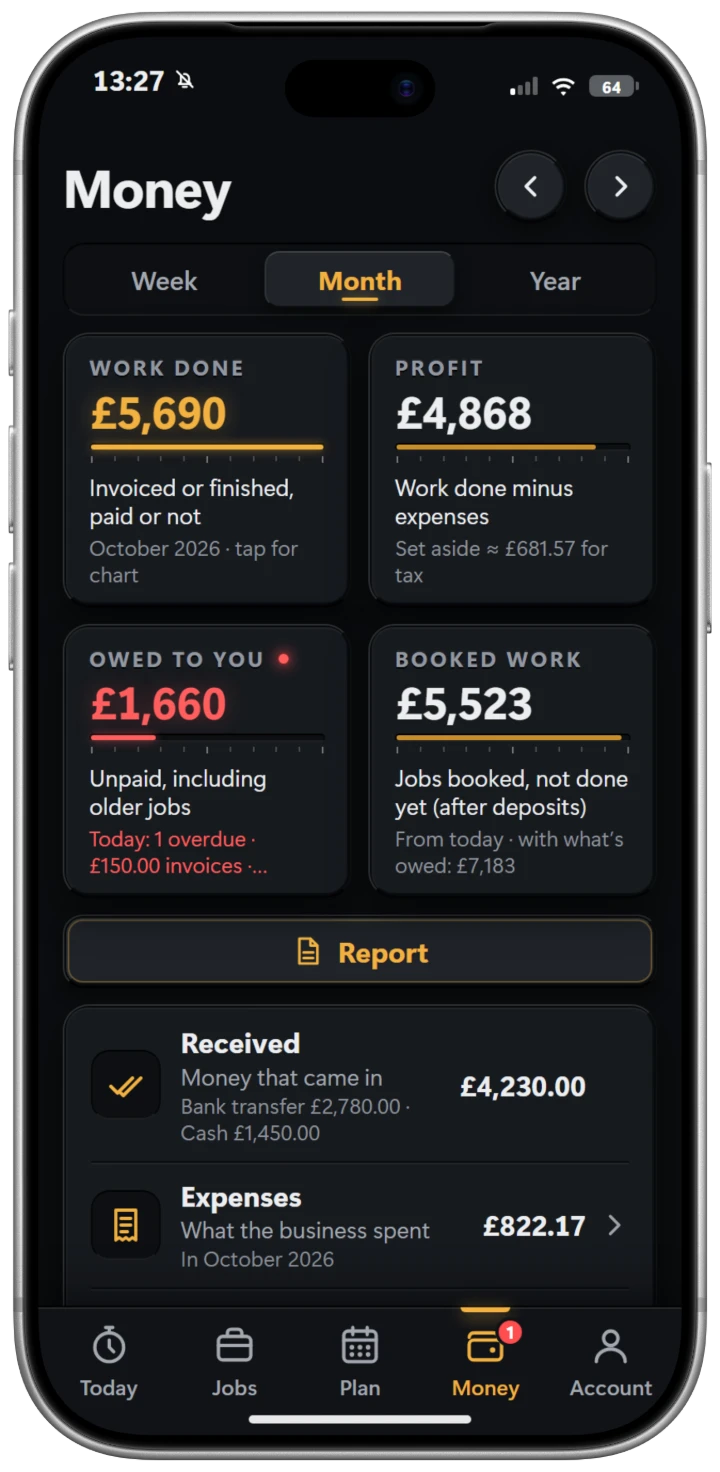 13:27
64
Money
Week
Month
Year
WORK DONE
£5,690
Invoiced or finished,
paid or not
October 2026 · tap for
chart
PROFIT
£4,868
Work done minus
expenses
Set aside ≈ £681.57 for
tax
OWED TO YOU
£1,660
Unpaid, including
older jobs
Today: 1 overdue ·
£150.00 invoices ·...
BOOKED WORK
£5,523
Jobs booked, not done
yet (after deposits)
From today · with what's
owed: £7,183
Report
Received
Money that came in
Bank transfer £2,780.00 ·
Cash £1,450.00
£4,230.00
Expenses
What the business spent
In October 2026
£822.17
Today
Jobs
Plan
1
Money
Account